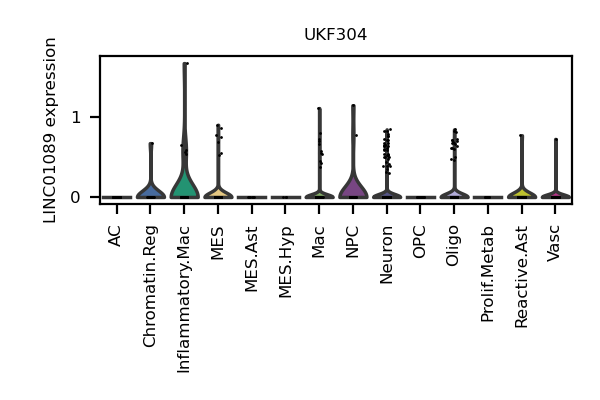 UKF304
LINC01089 expression
1
0
AC
Chromatin.Reg
Inflammatory.Mac
MES
MES.Ast
MES.Hyp
Mac
NPC
Neuron
OPC
Oligo
Prolif.Metab
Reactive.Ast
Vasc